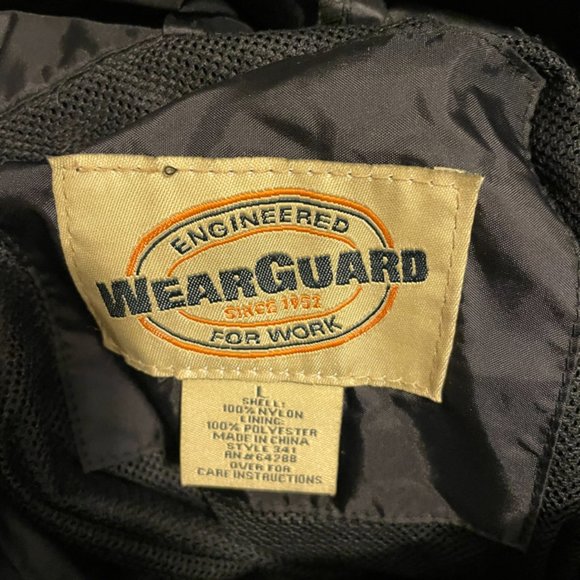 ENGINEERED
WEARGUARD
SINCE 1952
FOR WORK
L
SHELL:
100% NYLON
LINING:
100% POLYESTER
MADE IN CHINA
STYLE 341
RN#64288
OVER FOR
CARE INSTRUCTIONS